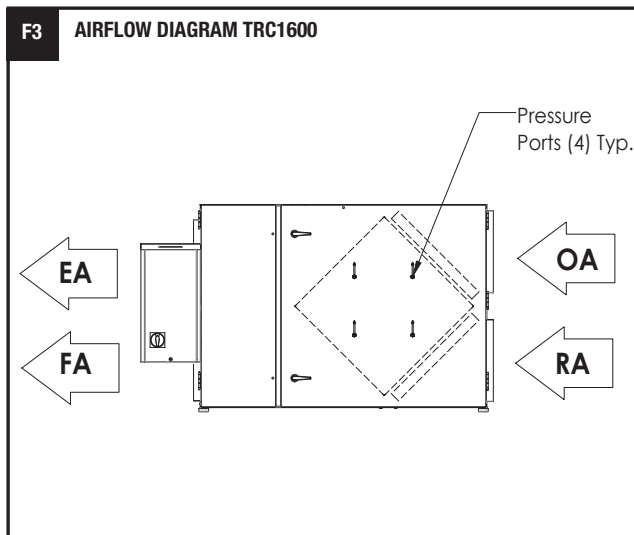 F3 AIRFLOW DIAGRAM TRC1600
Pressure
Ports (4) Typ.
EA
OA
FA
RA